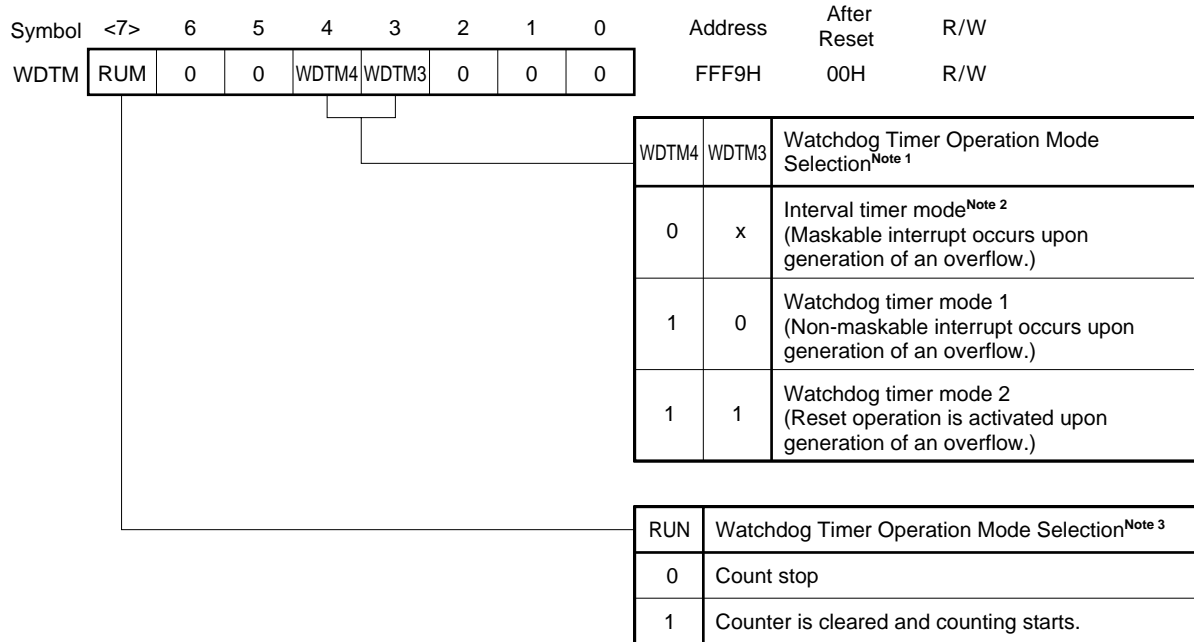 Symbol <7> 6 5 4 3 2 1 0 Address After Reset R/W
WDTM RUM 0 0 WDTM4 WDTM3 0 0 0 FFF9H 00H R/W
WDTM4 WDTM3 Watchdog Timer Operation Mode
Selection Note 1
0 x Interval timer mode Note 2
(Maskable interrupt occurs upon
generation of an overflow.)
1 0 Watchdog timer mode 1
(Non-maskable interrupt occurs upon
generation of an overflow.)
1 1 Watchdog timer mode 2
(Reset operation is activated upon
generation of an overflow.)
RUN Watchdog Timer Operation Mode Selection Note 3
0 Count stop
1 Counter is cleared and counting starts.